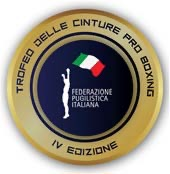 TROFEO DELLE CINTURE PRO BOXING
FEDERAZIONE
PUGILISTICA
ITALIANA
IV EDIZIONE